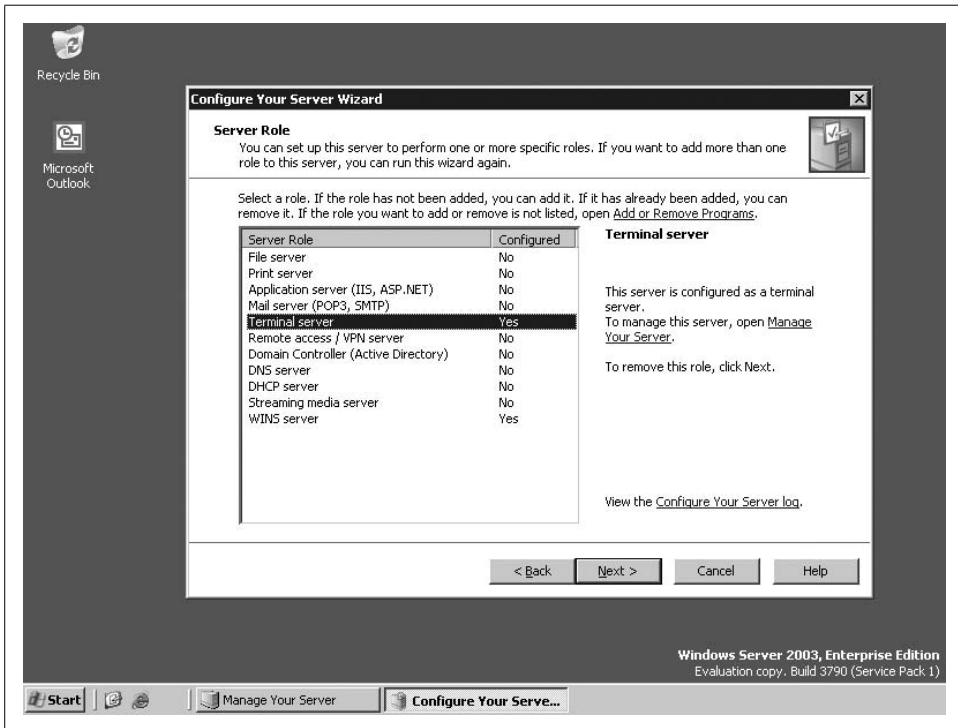 Recycle Bin
Microsoft
Outlook
Configure Your Server Wizard
Server Role
You can set up this server to perform one or more specific roles. If you want to add more than one
role to this server, you can run this wizard again.
Select a role. If the role has not been added, you can add it. If it has already been added, you can
remove it. If the role you want to add or remove is not listed, open Add or Remove Programs.
Server Role Configured
File server No
Print server No
Application server (IIS, ASP.NET) No
Mail server (POP3, SMTP) No
Terminal server Yes
Remote access / VPN server No
Domain Controller (Active Directory) No
DNS server No
DHCP server No
Streaming media server No
WINS server Yes
Terminal server
This server is configured as a terminal
server.
To manage this server, open Manage
Your Server.
To remove this role, click Next.
View the Configure Your Server log.
< Back Next > Cancel Help
Windows Server 2003, Enterprise Edition
Evaluation copy. Build 3790 (Service Pack 1)
Start Manage Your Server Configure Your Serve...